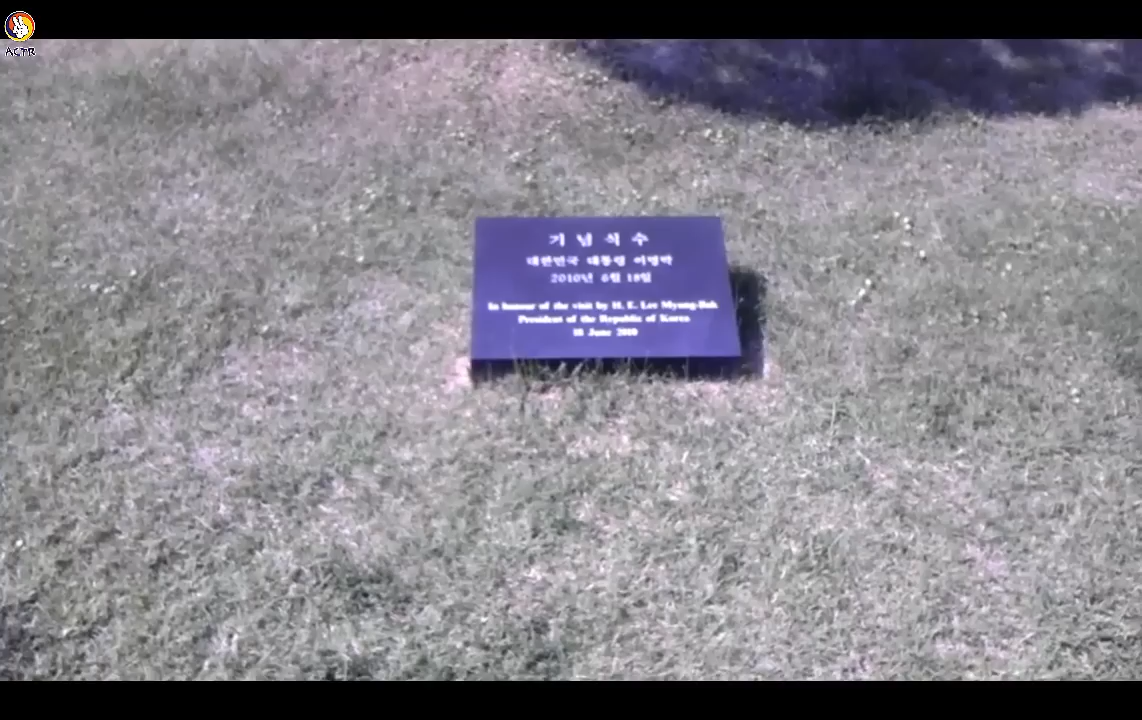 ACTR
기 념 식 수
대한민국 대통령 이명박
2010년 6월 18일
In honour of the visit by H. E. Lee Myung-Bak
President of the Republic of Korea
18 June 2010